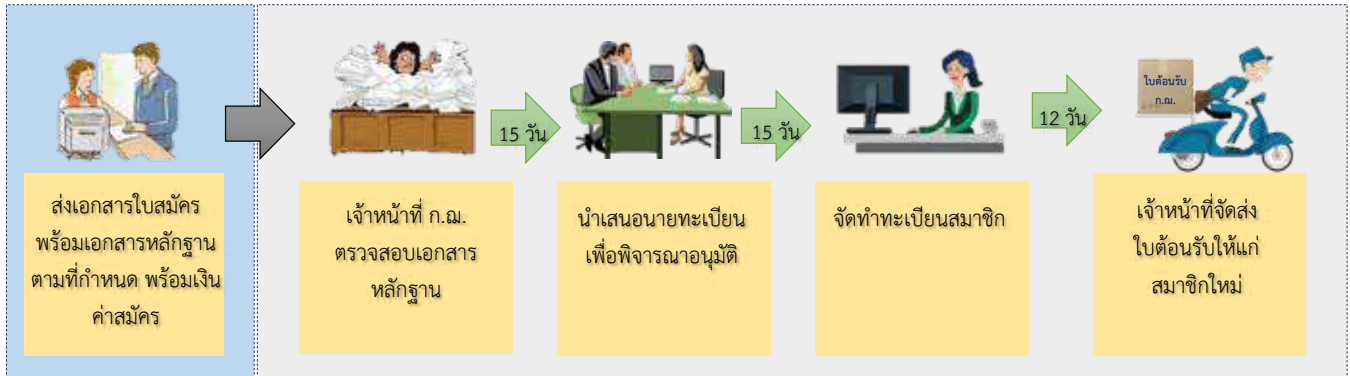 ใบต้อนรับ
ก.ฌ.
15 วัน
15 วัน
12 วัน
ส่งเอกสารใบสมัคร
พร้อมเอกสารหลักฐาน
ตามที่กำหนด พร้อมเงิน
ค่าสมัคร
เจ้าหน้าที่ ก.ฌ.
ตรวจสอบเอกสาร
หลักฐาน
นำเสนอนายทะเบียน
เพื่อพิจารณาอนุมัติ
จัดทำทะเบียนสมาชิก
เจ้าหน้าที่จัดส่ง
ใบต้อนรับให้แก่
สมาชิกใหม่